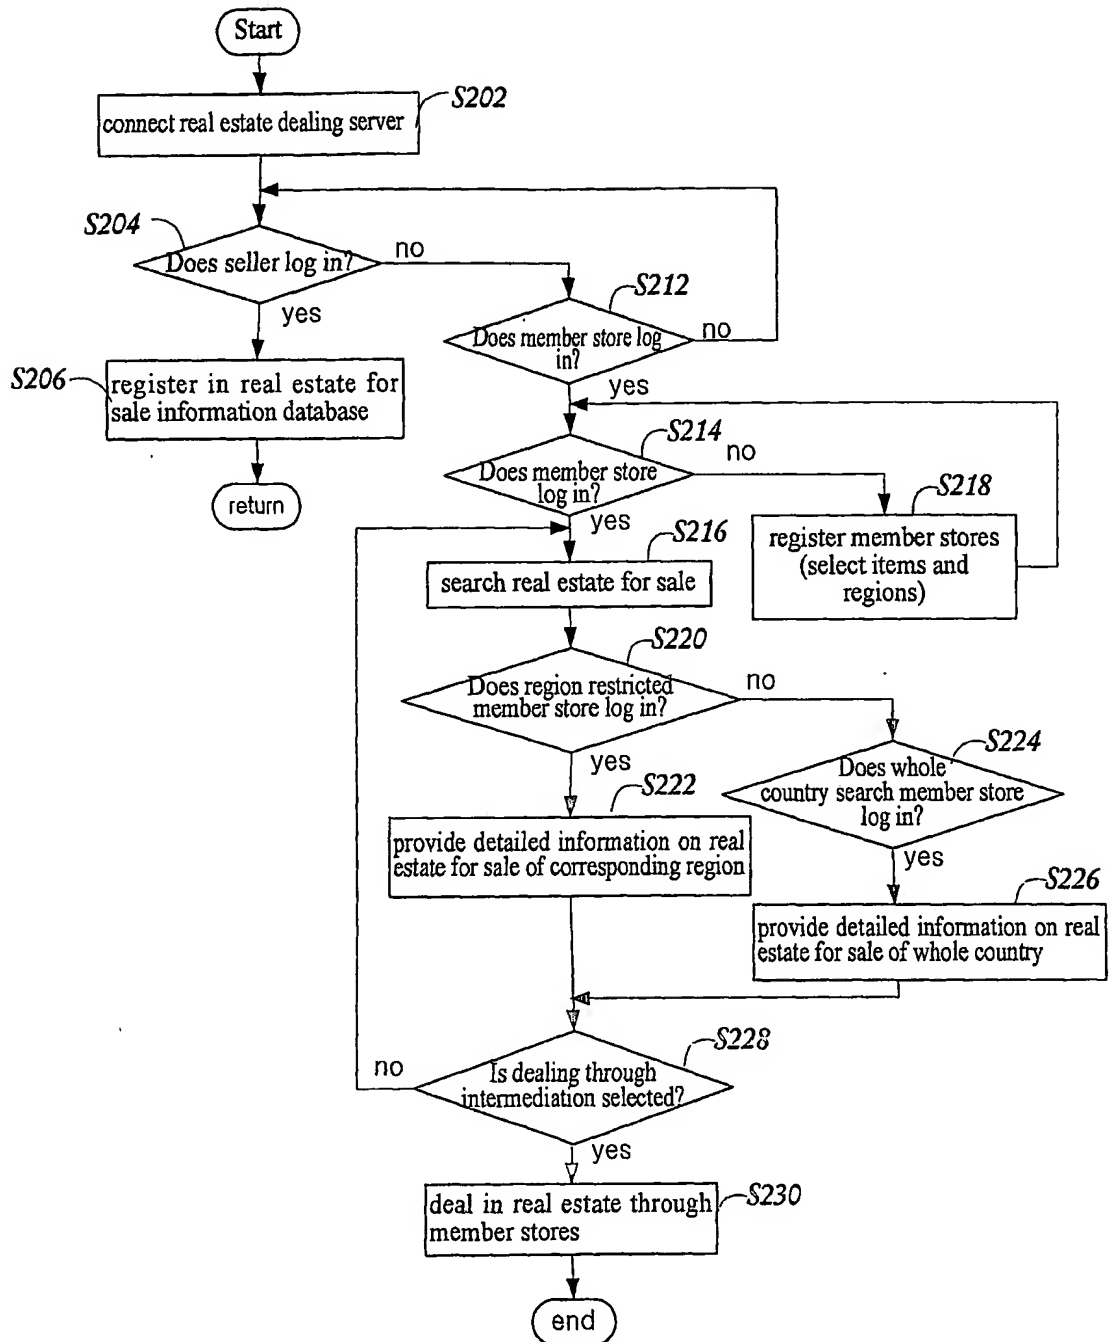 Start
S202
connect real estate dealing server
S204
Does seller log in?
no
yes
S212
Does member store log
in?
no
yes
S206
register in real estate for
sale information database
return
S214
Does member store
log in?
no
yes
S218
register member stores
(select items and
regions)
S216
search real estate for sale
S220
Does region restricted
member store log in?
no
yes
S224
Does whole
country search member store
log in?
yes
S222
provide detailed information on real
estate for sale of corresponding region
S226
provide detailed information on real
estate for sale of whole country
S228
Is dealing through
intermediation selected?
no
yes
S230
deal in real estate through
member stores
end